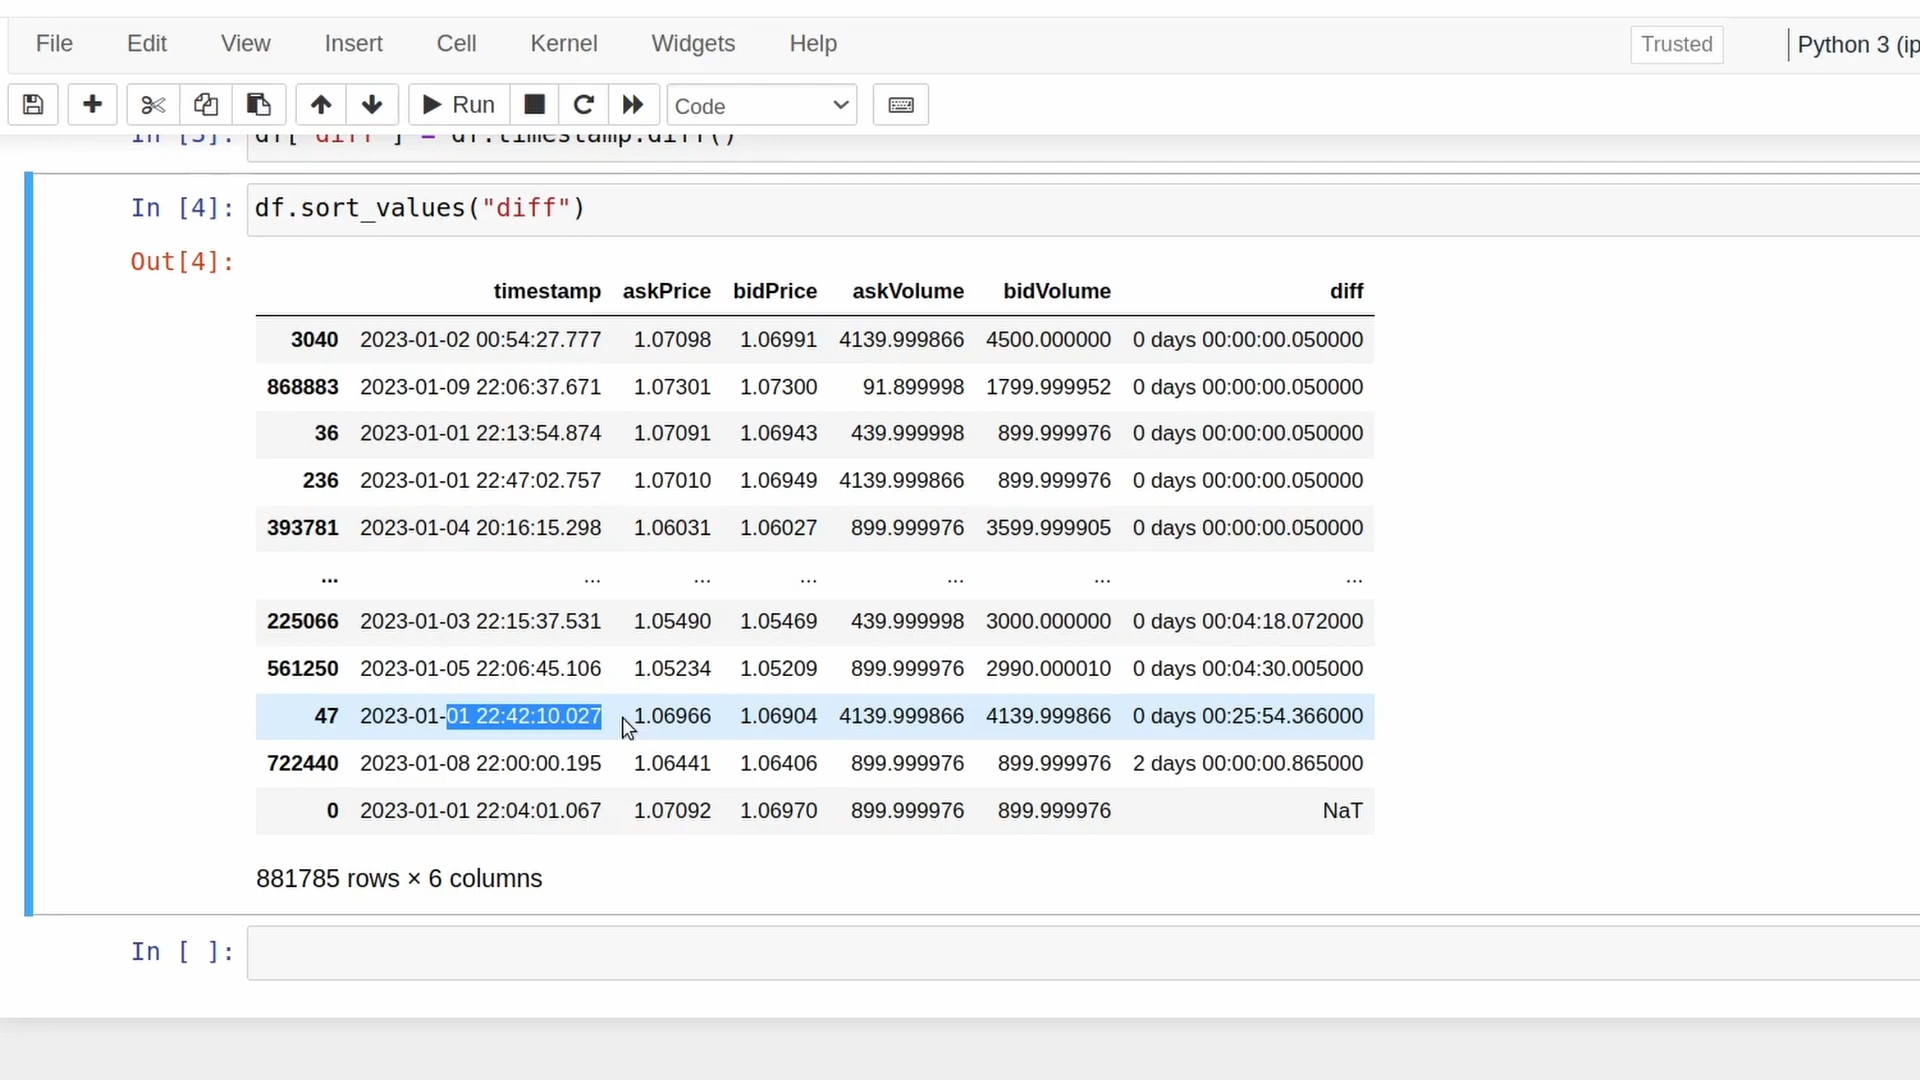 File Edit View Insert Cell Kernel Widgets Help Trusted Python 3 (ip
Run Code
In [3]: df["diff"] = df.timestamp.diff()
In [4]: df.sort_values("diff")
Out[4]:
timestamp askPrice bidPrice askVolume bidVolume diff
3040 2023-01-02 00:54:27.777 1.07098 1.06991 4139.999866 4500.000000 0 days 00:00:00.050000
868883 2023-01-09 22:06:37.671 1.07301 1.07300 91.899998 1799.999952 0 days 00:00:00.050000
36 2023-01-01 22:13:54.874 1.07091 1.06943 439.999998 899.999976 0 days 00:00:00.050000
236 2023-01-01 22:47:02.757 1.07010 1.06949 4139.999866 899.999976 0 days 00:00:00.050000
393781 2023-01-04 20:16:15.298 1.06031 1.06027 899.999976 3599.999905 0 days 00:00:00.050000
... ... ... ... ... ... ...
225066 2023-01-03 22:15:37.531 1.05490 1.05469 439.999998 3000.000000 0 days 00:04:18.072000
561250 2023-01-05 22:06:45.106 1.05234 1.05209 899.999976 2990.000010 0 days 00:04:30.005000
47 2023-01-01 22:42:10.027 1.06966 1.06904 4139.999866 4139.999866 0 days 00:25:54.366000
722440 2023-01-08 22:00:00.195 1.06441 1.06406 899.999976 899.999976 2 days 00:00:00.865000
0 2023-01-01 22:04:01.067 1.07092 1.06970 899.999976 899.999976 NaT
881785 rows × 6 columns
In [ ]: